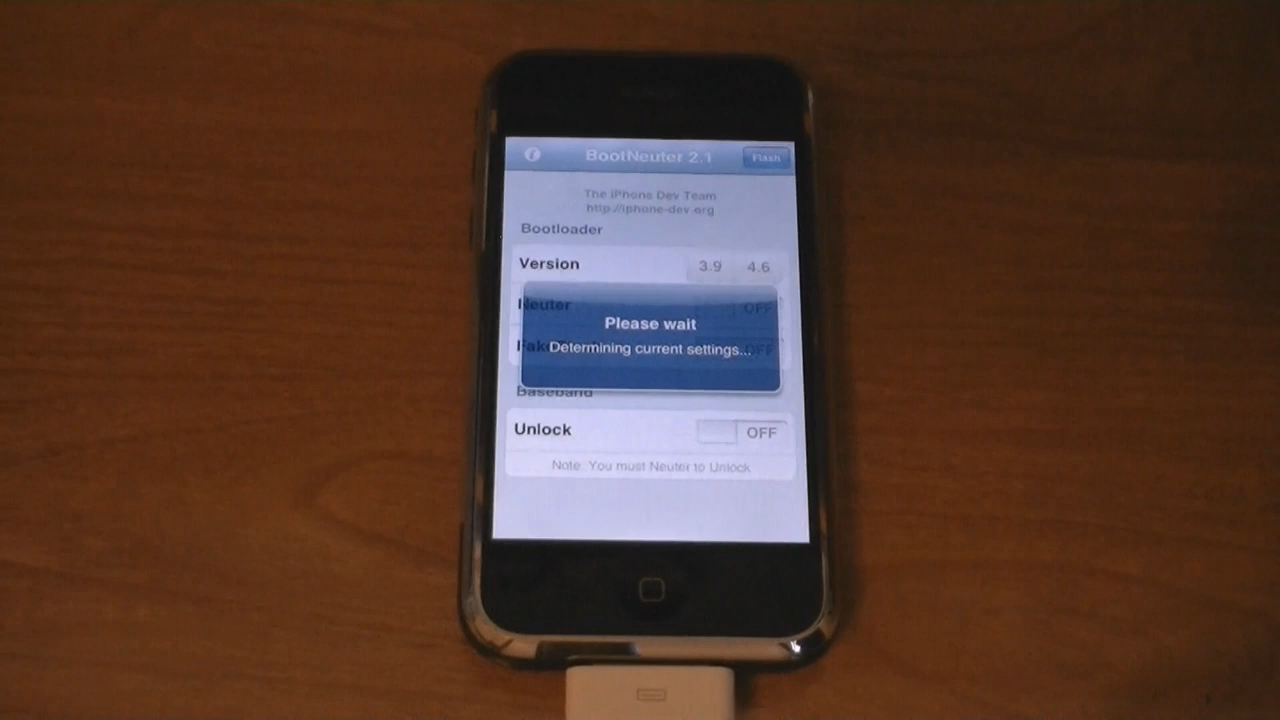 BootNeuter 2.1
Flash
The iPhone Dev Team
http://iphone-dev.org
Bootloader
Version 3.9 4.6
Neuter OFF
Please wait
Determining current settings...
OFF
Baseband
Unlock OFF
Note: You must Neuter to Unlock